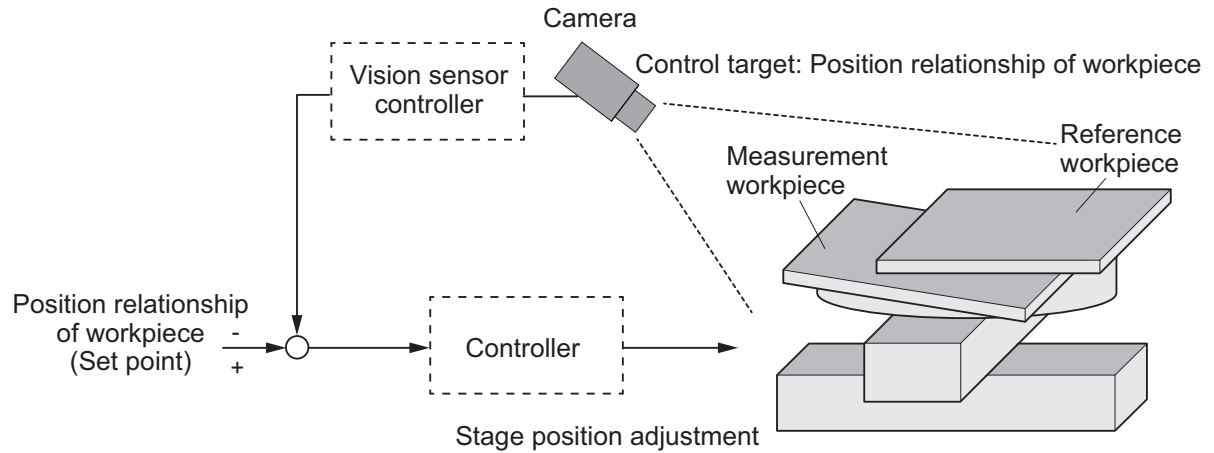 Camera
Vision sensor
controller
Control target: Position relationship of workpiece
Reference
workpiece
Measurement
workpiece
Position relationship
of workpiece
(Set point)
-
+
Controller
Stage position adjustment